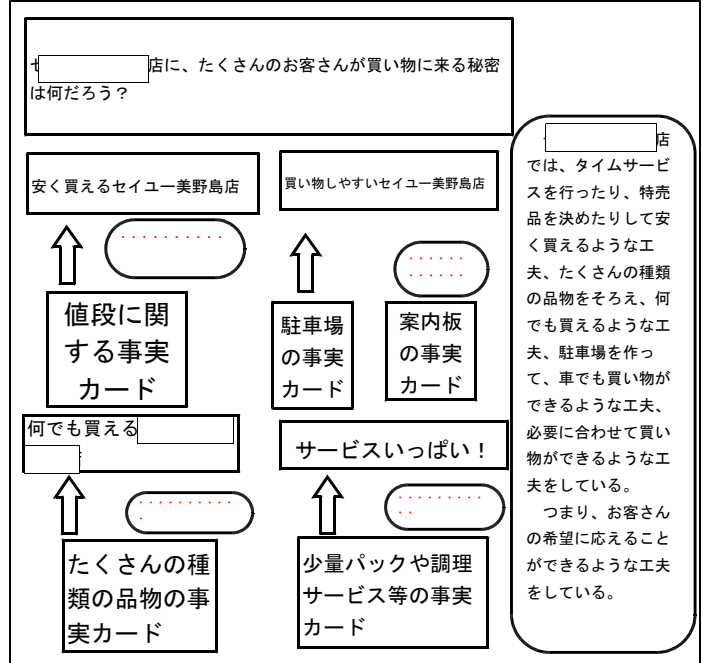 店に、たくさんのお客さんが買い物に来る秘密
は何だろう?
安く買えるセイユー美野島店
買い物しやすいセイユー美野島店
・・・・・・・・・・
・・・・・・
・・・・・・
値段に関
する事実
カード
駐車場
の事実
カード
案内板
の事実
カード
何でも買える
サービスいっぱい!
・・・・・・・・・・
・
・・・・・・・・・
・・
たくさんの種
類の品物の事
実カード
少量パックや調理
サービス等の事実
カード
店
では、タイムサービ
スを行ったり、特売
品を決めたりして安
く買えるような工
夫、たくさんの種類
の品物をそろえ、何
でも買えるような工
夫、駐車場を作っ
て、車でも買い物が
できるような工夫、
必要に合わせて買い
物ができるような工
夫をしている。
つまり、お客さん
の希望に応えること
ができるような工夫
をしている。